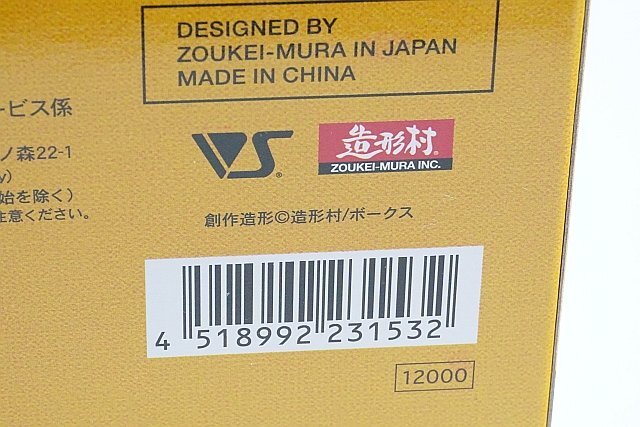 DESIGNED BY
ZOUKEI-MURA IN JAPAN
MADE IN CHINA
ービス係
ノ森22-1
y)
始を除く)
注意ください。
VS®
造形村
ZOUKEI-MURA INC.
創作造形©造形村/ボークス
4 518992 231532
12000